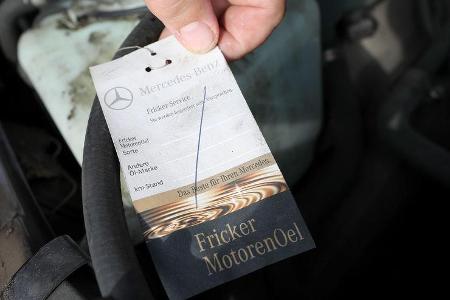 Mercedes Benz
Fricker-Service
Fricker
Motorenöl
Sorte
Andere
Öl-Marke
km-Stand
Das Beste für Ihren Mercedes
Fricker
MotorenOel